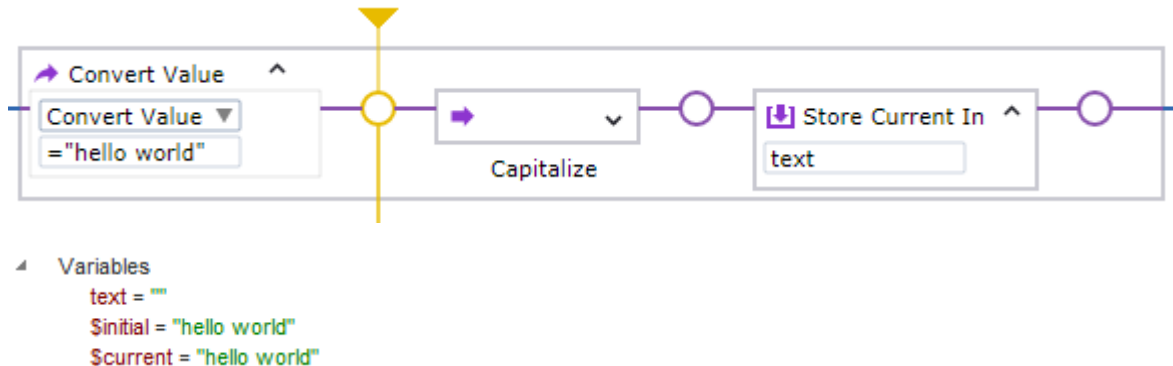 Convert Value
Convert Value
="hello world"
Capitalize
Store Current In
text
Variables
text = ""
$initial = "hello world"
$current = "hello world"